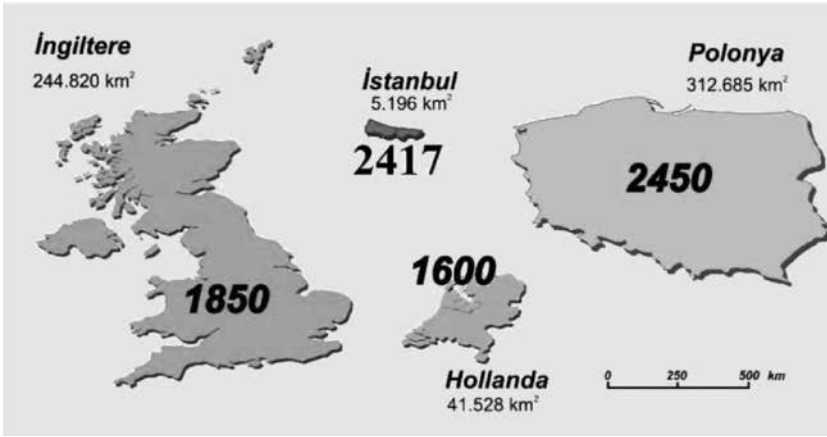 İngiltere
244.820 km²
İstanbul
5.196 km²
2417
Polonya
312.685 km²
2450
1850
1600
Hollanda
41.528 km²
0 250 500 km